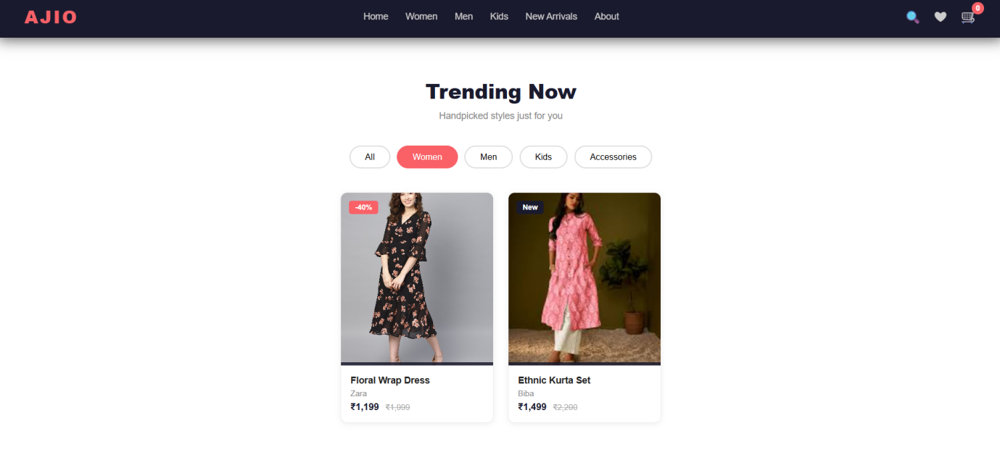 AJIO
Home Women Men Kids New Arrivals About
0
Trending Now
Handpicked styles just for you
All Women Men Kids Accessories
-40%
New
Floral Wrap Dress
Zara
₹1,199 ₹1,999
Ethnic Kurta Set
Biba
₹1,499 ₹2,200